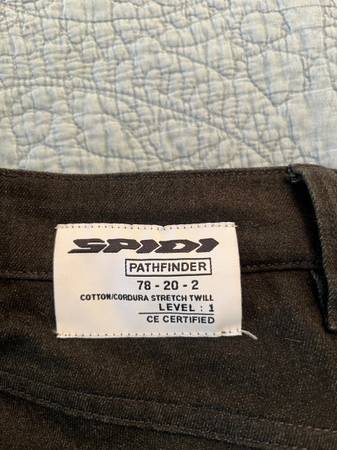 SPIDI
PATHFINDER
78 - 20 - 2
COTTON/CORDURA STRETCH TWILL
LEVEL : 1
CE CERTIFIED